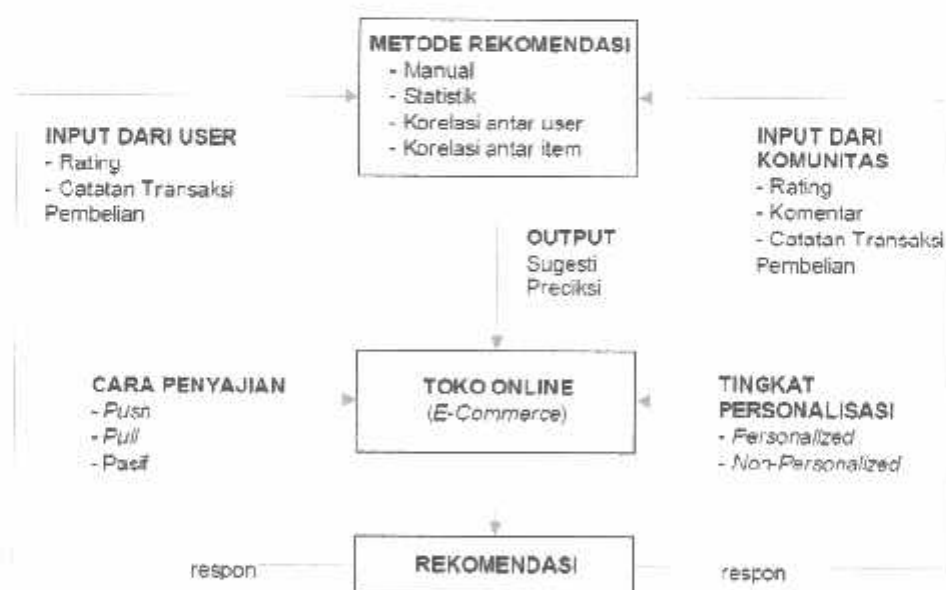 METODE REKOMENDASI
- Manual
- Statistik
- Korelasi antar user
- Korelasi antar item
INPUT DARI USER
- Rating
- Catatan Transaksi
Pembelian
INPUT DARI
KOMUNITAS
- Rating
- Komentar
- Catatan Transaksi
Pembelian
OUTPUT
Sugesti
Prediksi
CARA PENYAJIAN
- Push
- Pull
- Pasif
TOKO ONLINE
(E-Commerce)
TINGKAT
PERSONALISASI
- Personalized
- Non-Personalized
respon
REKOMENDASI
respon